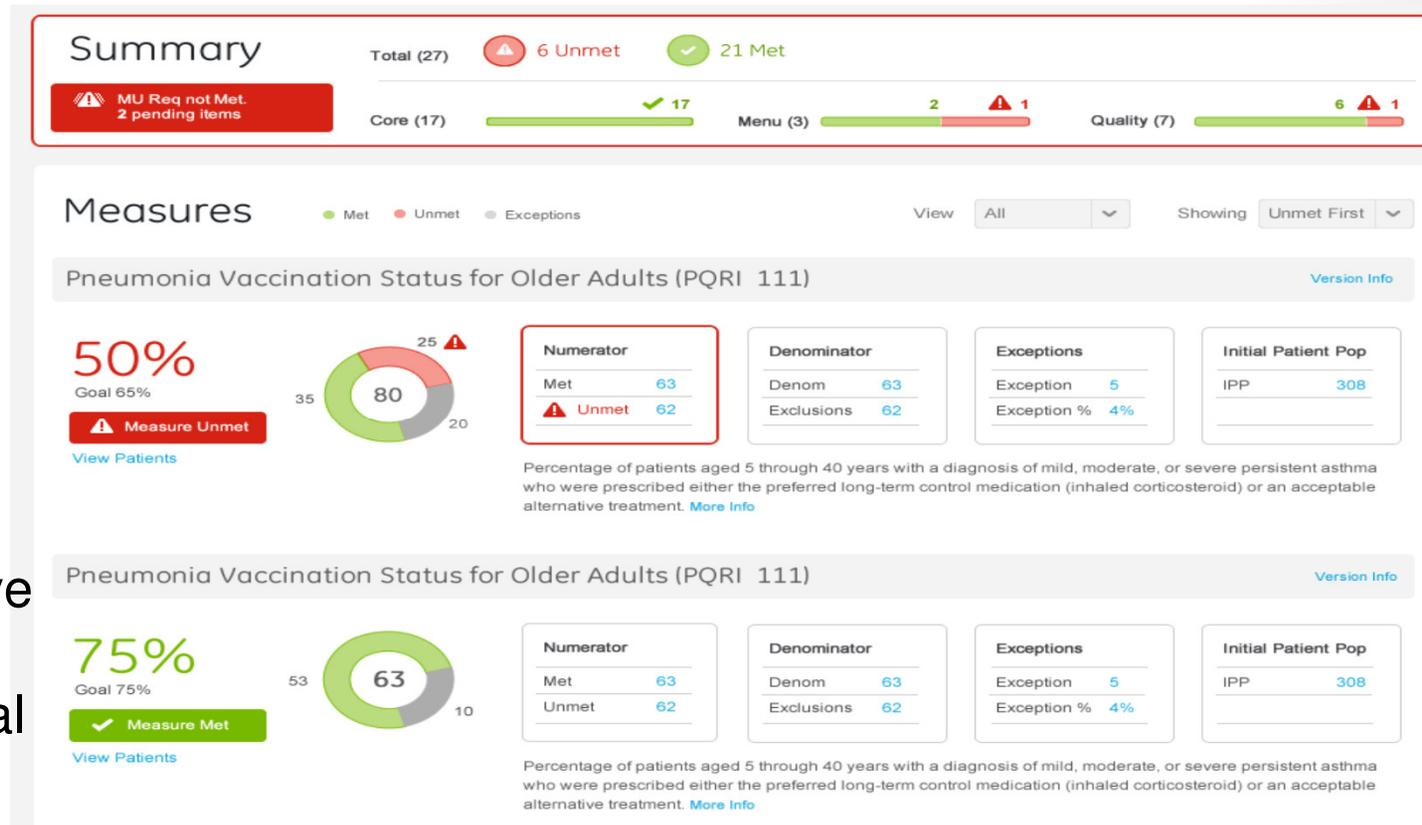 Summary
Total (27) 6 Unmet 21 Met
MU Req not Met.
2 pending items
Core (17) 17 Menu (3) 2 1 Quality (7) 6 1
Measures Met Unmet Exceptions View All Showing Unmet First
Pneumonia Vaccination Status for Older Adults (PQRI 111) Version Info
50%
Goal 65%
Measure Unmet
View Patients
25
35
80
20
Numerator
Met 63
Unmet 62
Denominator
Denom 63
Exclusions 62
Exceptions
Exception 5
Exception % 4%
Initial Patient Pop
IPP 308
Percentage of patients aged 5 through 40 years with a diagnosis of mild, moderate, or severe persistent asthma
who were prescribed either the preferred long-term control medication (inhaled corticosteroid) or an acceptable
alternative treatment. More Info
Pneumonia Vaccination Status for Older Adults (PQRI 111) Version Info
75%
Goal 75%
Measure Met
View Patients
53
63
10
Numerator
Met 63
Unmet 62
Denominator
Denom 63
Exclusions 62
Exceptions
Exception 5
Exception % 4%
Initial Patient Pop
IPP 308
Percentage of patients aged 5 through 40 years with a diagnosis of mild, moderate, or severe persistent asthma
who were prescribed either the preferred long-term control medication (inhaled corticosteroid) or an acceptable
alternative treatment. More Info